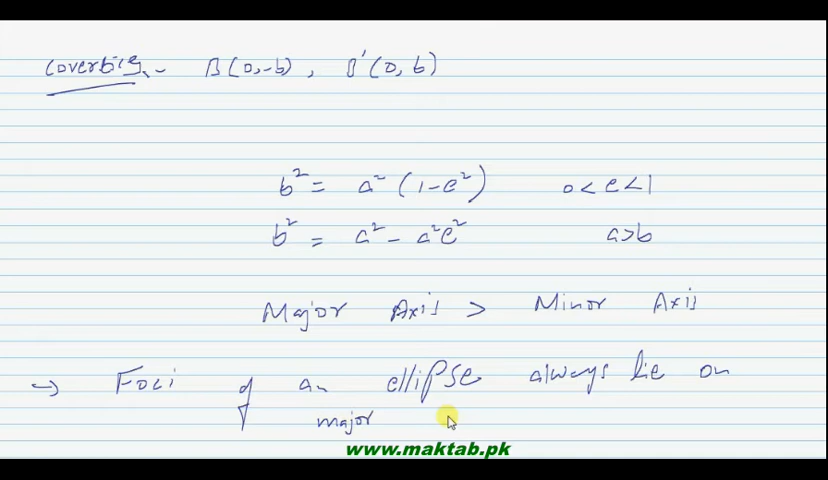 Covertices:- B(0,-b), B'(0,b)
b² = a²(1-e²) 0<e<1
b² = a² - a²e² a>b
Major Axis > Minor Axis
→ Foci of an ellipse always lie on
major
www.maktab.pk